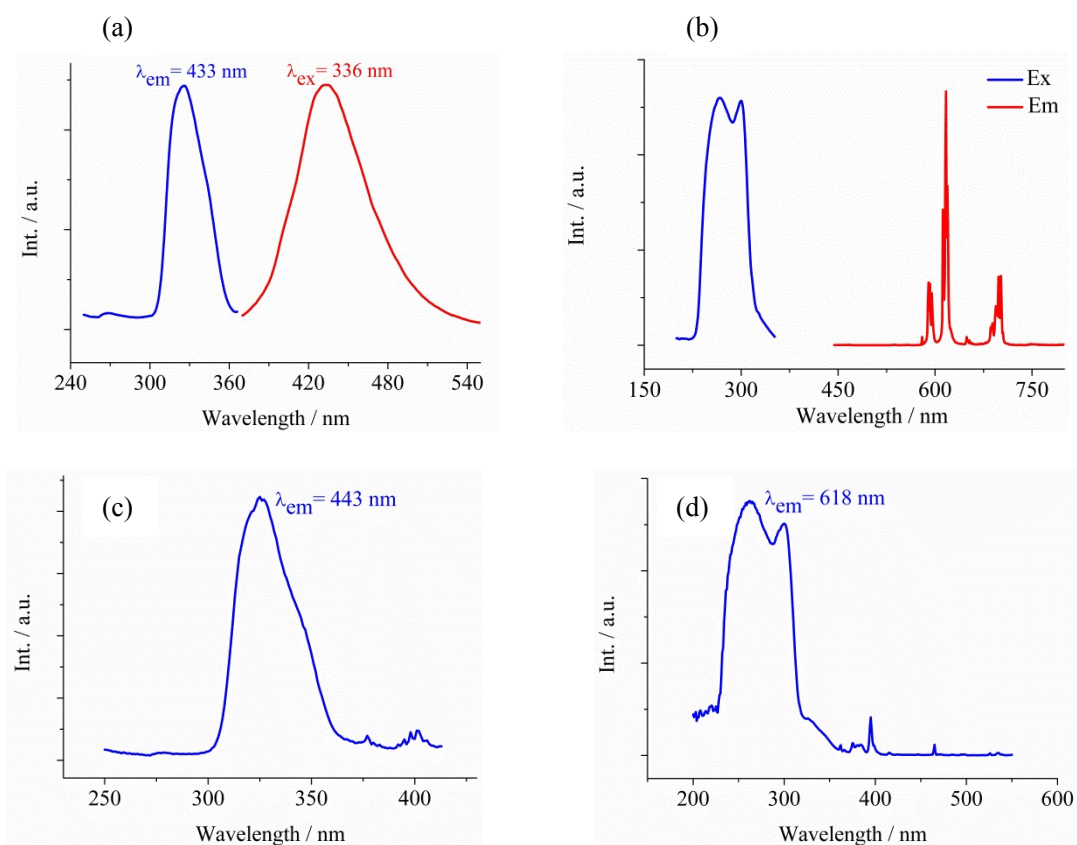 (a)
λem= 433 nm
λex= 336 nm
Int. / a.u.
240 300 360 420 480 540
Wavelength / nm
(b)
Ex
Em
Int. / a.u.
150 300 450 600 750
Wavelength / nm
(c)
λem= 443 nm
Int. / a.u.
250 300 350 400
Wavelength / nm
(d)
λem= 618 nm
Int. / a.u.
200 300 400 500 600
Wavelength / nm